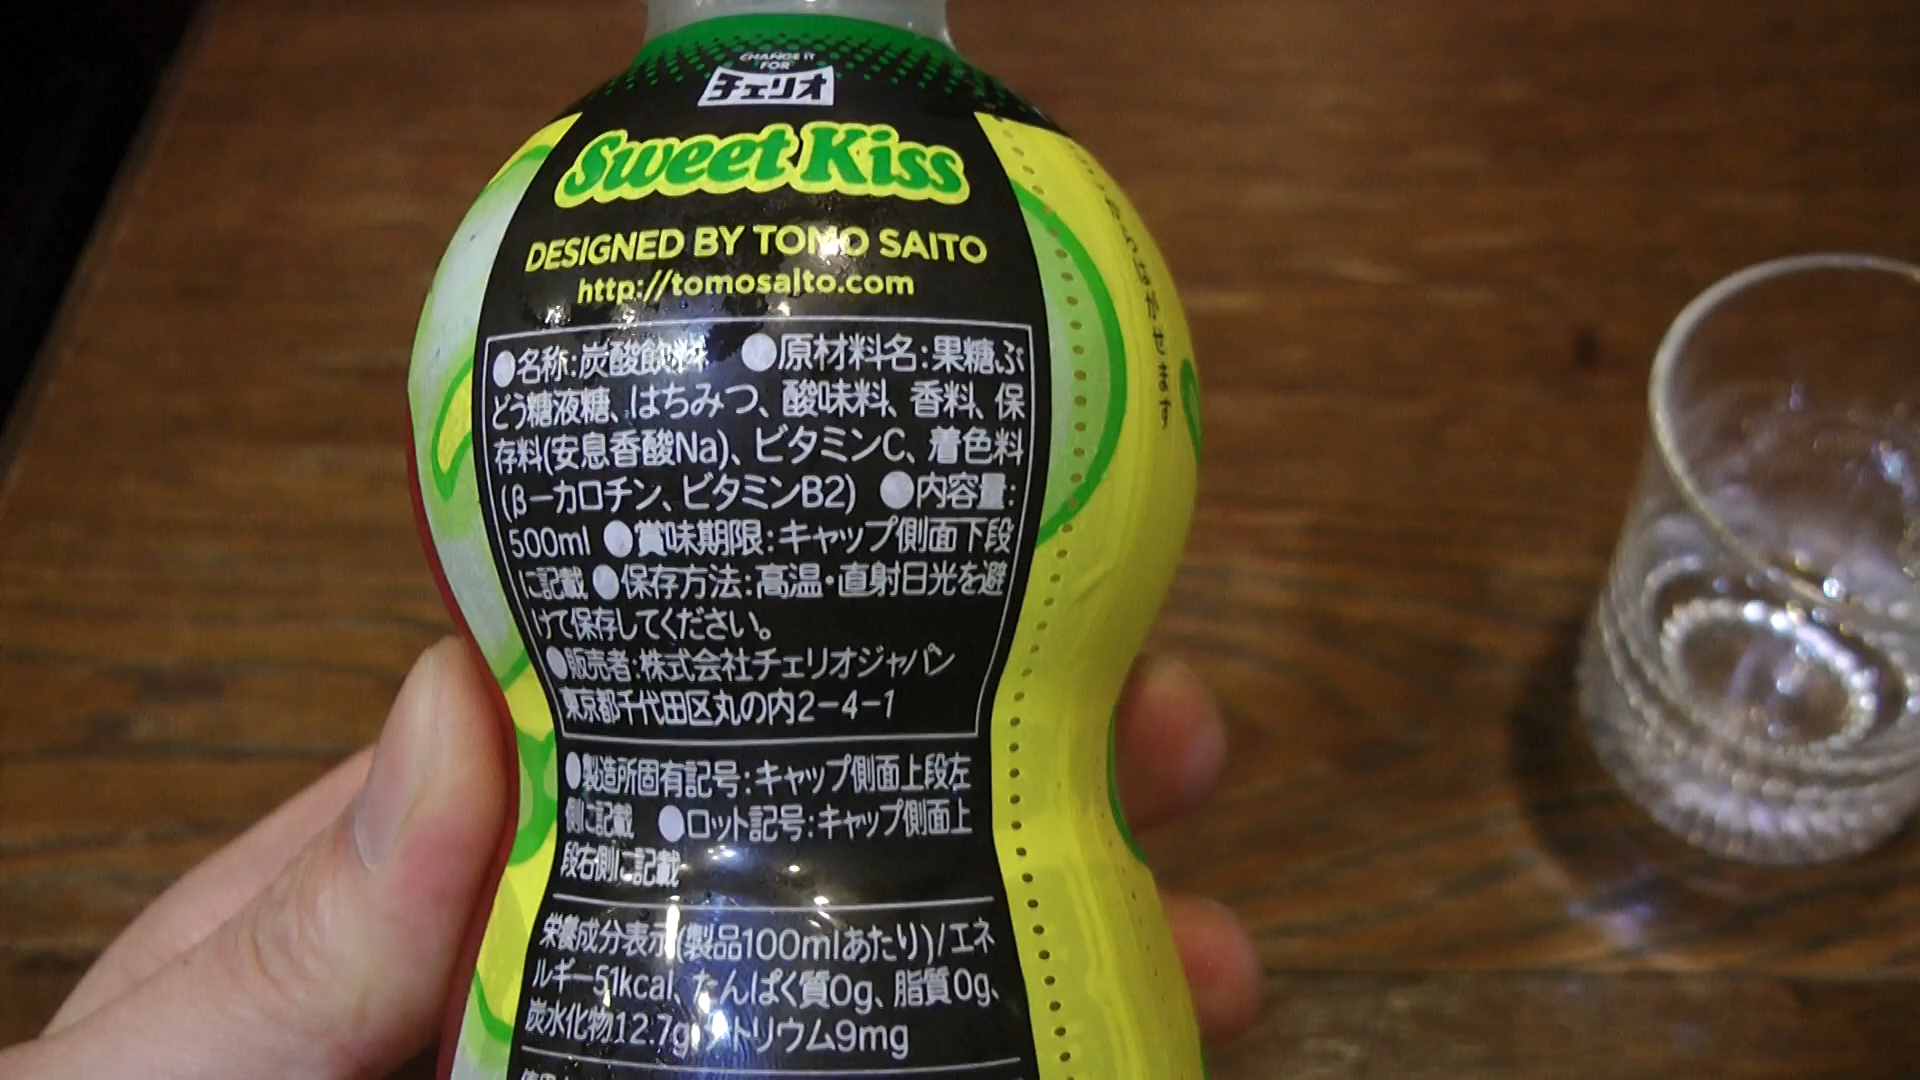 CHANGE IT
FOR
チェリオ
Sweet Kiss
DESIGNED BY TOMO SAITO
http://tomosaito.com
●名称:炭酸飲料 ●原材料名:果糖ぶ
どう糖液糖、はちみつ、酸味料、香料、保
存料(安息香酸Na)、ビタミンC、着色料
(β−カロチン、ビタミンB2) ●内容量:
500ml ●賞味期限:キャップ側面下段
に記載 ●保存方法:高温・直射日光を避
けて保存してください。
●販売者:株式会社チェリオジャパン
東京都千代田区丸の内2−4−1
●製造所固有記号:キャップ側面上段左
側に記載 ●ロット記号:キャップ側面上
段右側に記載
栄養成分表示(製品100mlあたり)/エネ
ルギー51kcal、たんぱく質0g、脂質0g、
炭水化物12.7g、ナトリウム9mg